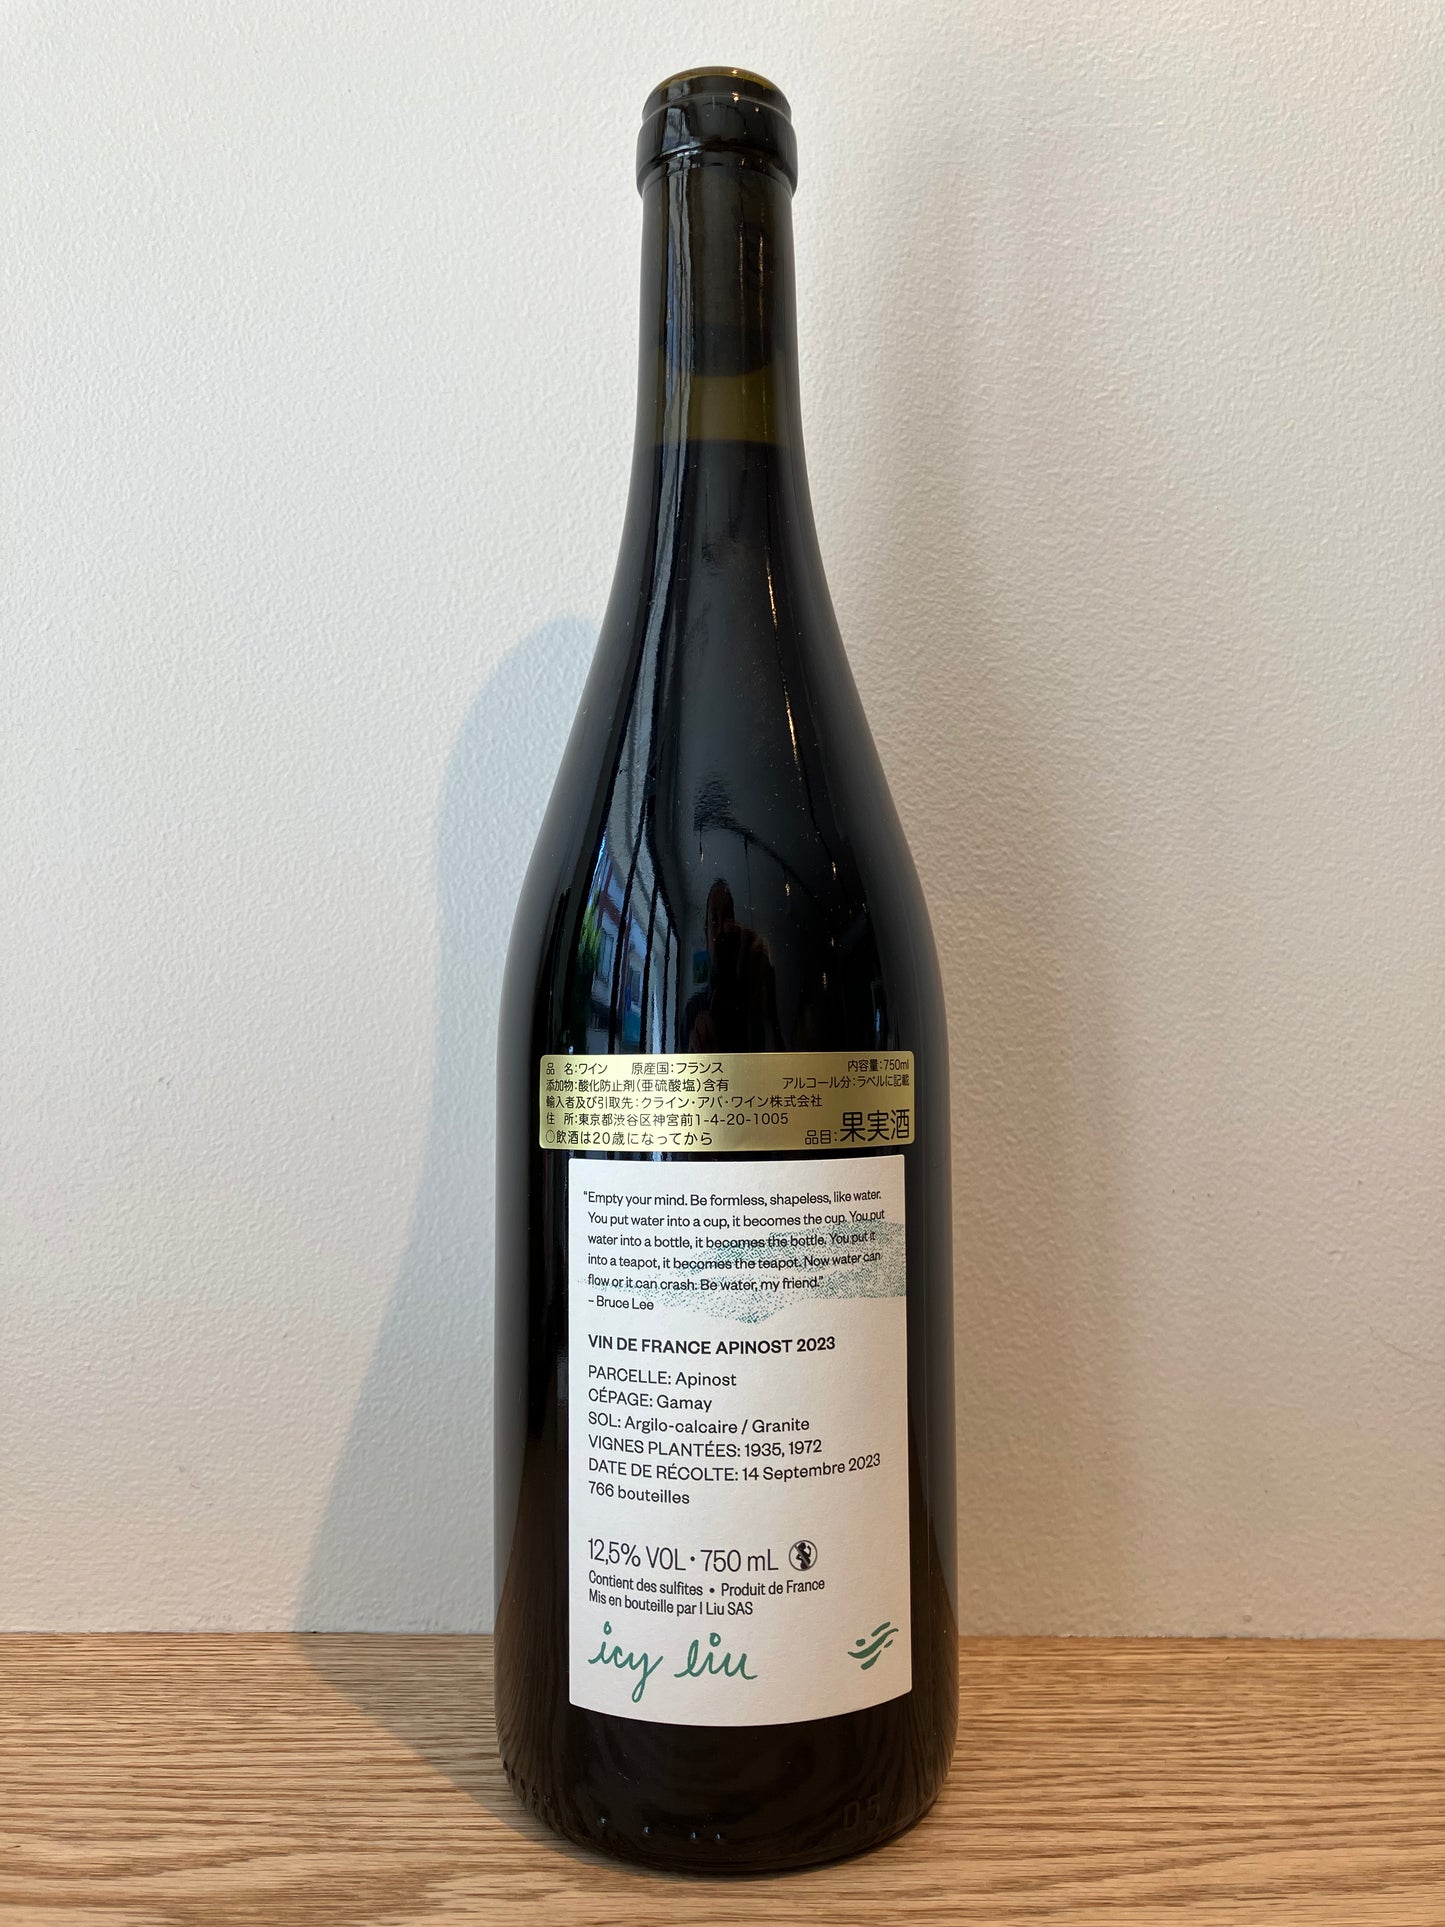 品 名:ワイン 原産国:フランス 内容量:750ml
添加物:酸化防止剤(亜硫酸塩)含有 アルコール分:ラベルに記載
輸入者及び引取先:クライン・アバ・ワイン株式会社
住 所:東京都渋谷区神宮前1-4-20-1005
○飲酒は20歳になってから 品目:果実酒
“Empty your mind. Be formless, shapeless, like water.
You put water into a cup, it becomes the cup. You put
water into a bottle, it becomes the bottle. You put it
into a teapot, it becomes the teapot. Now water can
flow or it can crash. Be water, my friend.”
– Bruce Lee
VIN DE FRANCE APINOST 2023
PARCELLE: Apinost
CÉPAGE: Gamay
SOL: Argilo-calcaire / Granite
VIGNES PLANTÉES: 1935, 1972
DATE DE RÉCOLTE: 14 Septembre 2023
766 bouteilles
12,5% VOL • 750 mL
Contient des sulfites • Produit de France
Mis en bouteille par I Liu SAS
icy liu
05